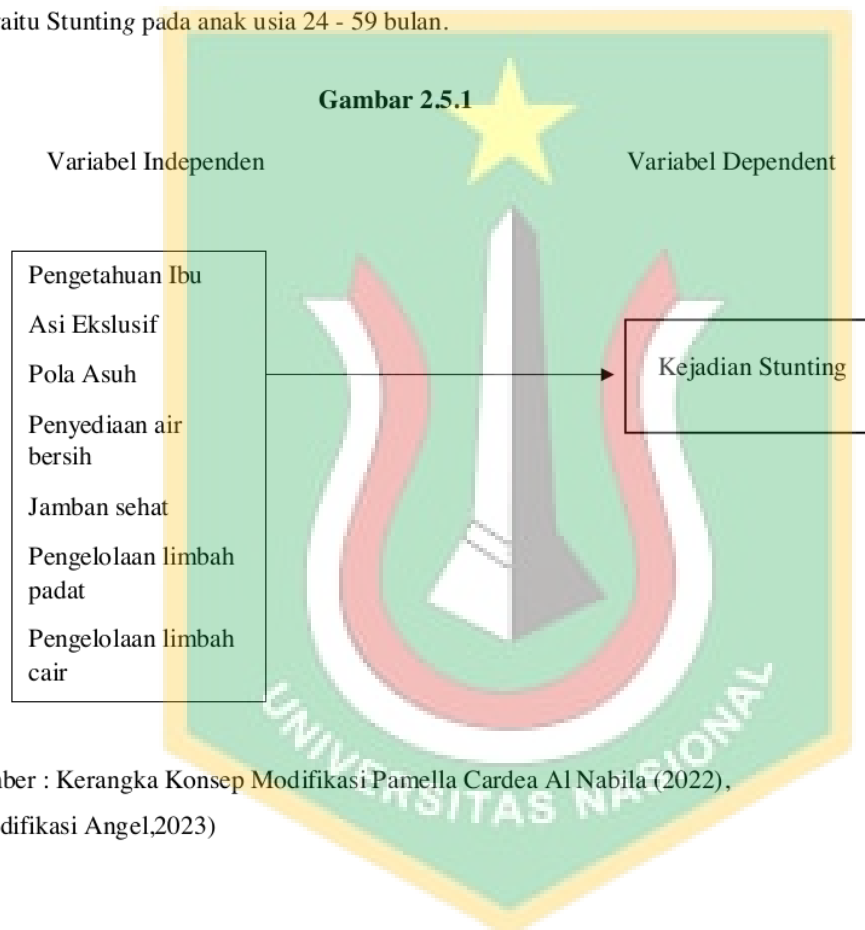 aitu Stunting pada anak usia 24 - 59 bulan.
Gambar 2.5.1
Variabel Independen
Variabel Dependent
Pengetahuan Ibu
Asi Ekslusif
Pola Asuh
Penyediaan air
bersih
Jamban sehat
Pengelolaan limbah
padat
Pengelolaan limbah
cair
Kejadian Stunting
UNIVERSITAS NASIONAL
ber : Kerangka Konsep Modifikasi Pamella Cardea Al Nabila (2022),
difikasi Angel,2023)